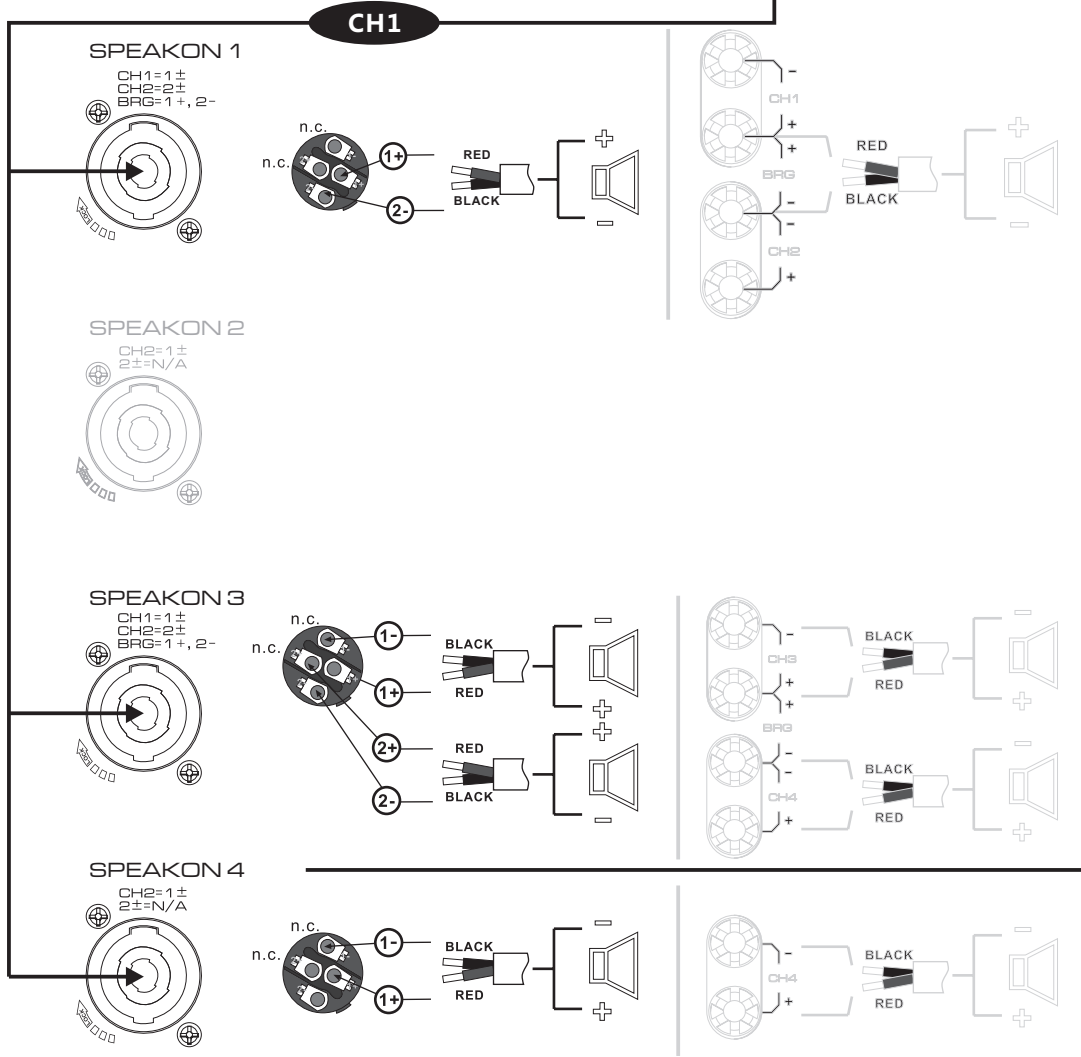 CH1
SPEAKON 1
CH1=1±
CH2=2±
BRG=1+, 2-
n.c.
n.c.
1+
2-
RED
BLACK
+
-
-
CH1
+
+
BRG
-
-
CH2
+
RED
BLACK
+
-
SPEAKON 2
CH2=1±
2±=N/A
SPEAKON 3
CH1=1±
CH2=2±
BRG=1+, 2-
n.c.
n.c.
1-
1+
2+
2-
BLACK
RED
RED
BLACK
-
+
+
-
-
CH3
+
+
BRG
-
-
CH4
+
BLACK
RED
BLACK
RED
-
+
-
+
SPEAKON 4
CH2=1±
2±=N/A
n.c.
n.c.
1-
1+
BLACK
RED
-
+
-
CH4
+
BLACK
RED
-
+